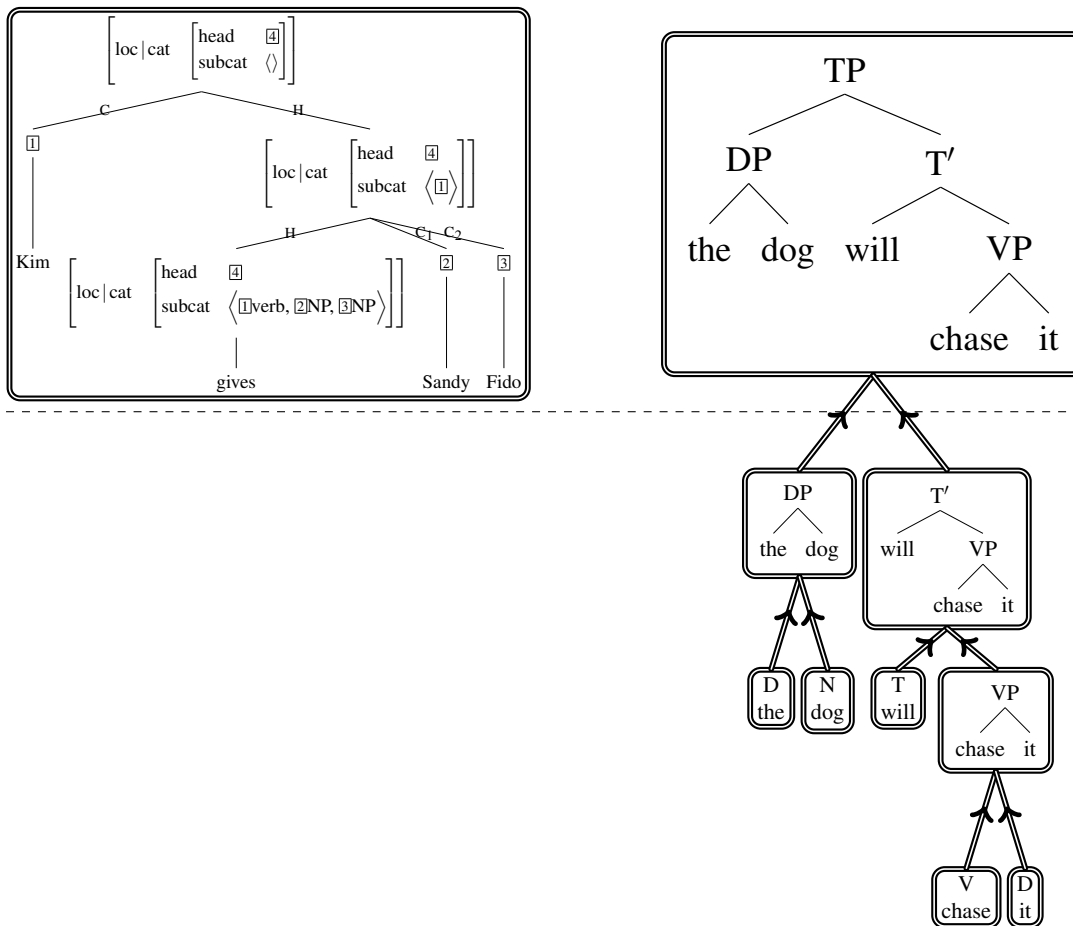 loc|cat [head 4
subcat ⟨⟩]
C H
1
loc|cat [head 4
subcat ⟨1⟩]
H C1 C2
Kim
loc|cat [head 4
subcat ⟨1verb, 2NP, 3NP⟩]
2 3
gives Sandy Fido
TP
DP T′
the dog will VP
chase it
DP
the dog
T′
will VP
chase it
D
the
N
dog
T
will
VP
chase it
V
chase
D
it